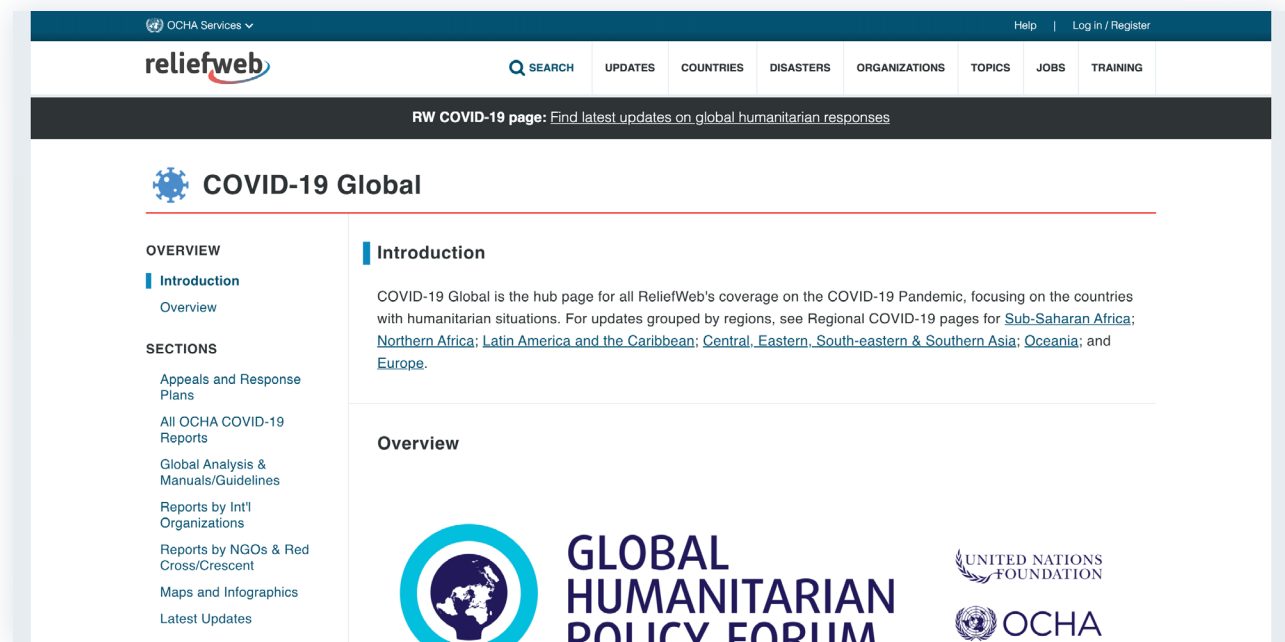 OCHA Services
Help | Log in / Register
reliefweb
SEARCH
UPDATES
COUNTRIES
DISASTERS
ORGANIZATIONS
TOPICS
JOBS
TRAINING
RW COVID-19 page: Find latest updates on global humanitarian responses
COVID-19 Global
OVERVIEW
Introduction
Overview
SECTIONS
Appeals and Response
Plans
All OCHA COVID-19
Reports
Global Analysis &
Manuals/Guidelines
Reports by Int'l
Organizations
Reports by NGOs & Red
Cross/Crescent
Maps and Infographics
Latest Updates
Introduction
COVID-19 Global is the hub page for all ReliefWeb's coverage on the COVID-19 Pandemic, focusing on the countries
with humanitarian situations. For updates grouped by regions, see Regional COVID-19 pages for Sub-Saharan Africa;
Northern Africa; Latin America and the Caribbean; Central, Eastern, South-eastern & Southern Asia; Oceania; and
Europe.
Overview
GLOBAL
HUMANITARIAN
POLICY FORUM
UNITED NATIONS
FOUNDATION
OCHA